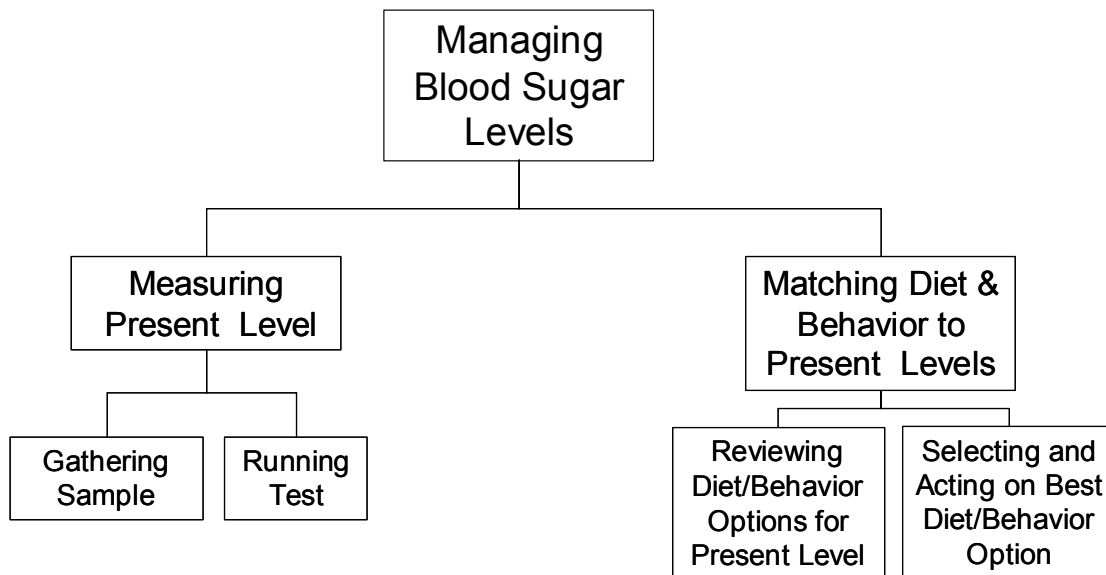 Managing
Blood Sugar
Levels
Measuring
Present Level
Matching Diet &
Behavior to
Present Levels
Gathering
Sample
Running
Test
Reviewing
Diet/Behavior
Options for
Present Level
Selecting and
Acting on Best
Diet/Behavior
Option